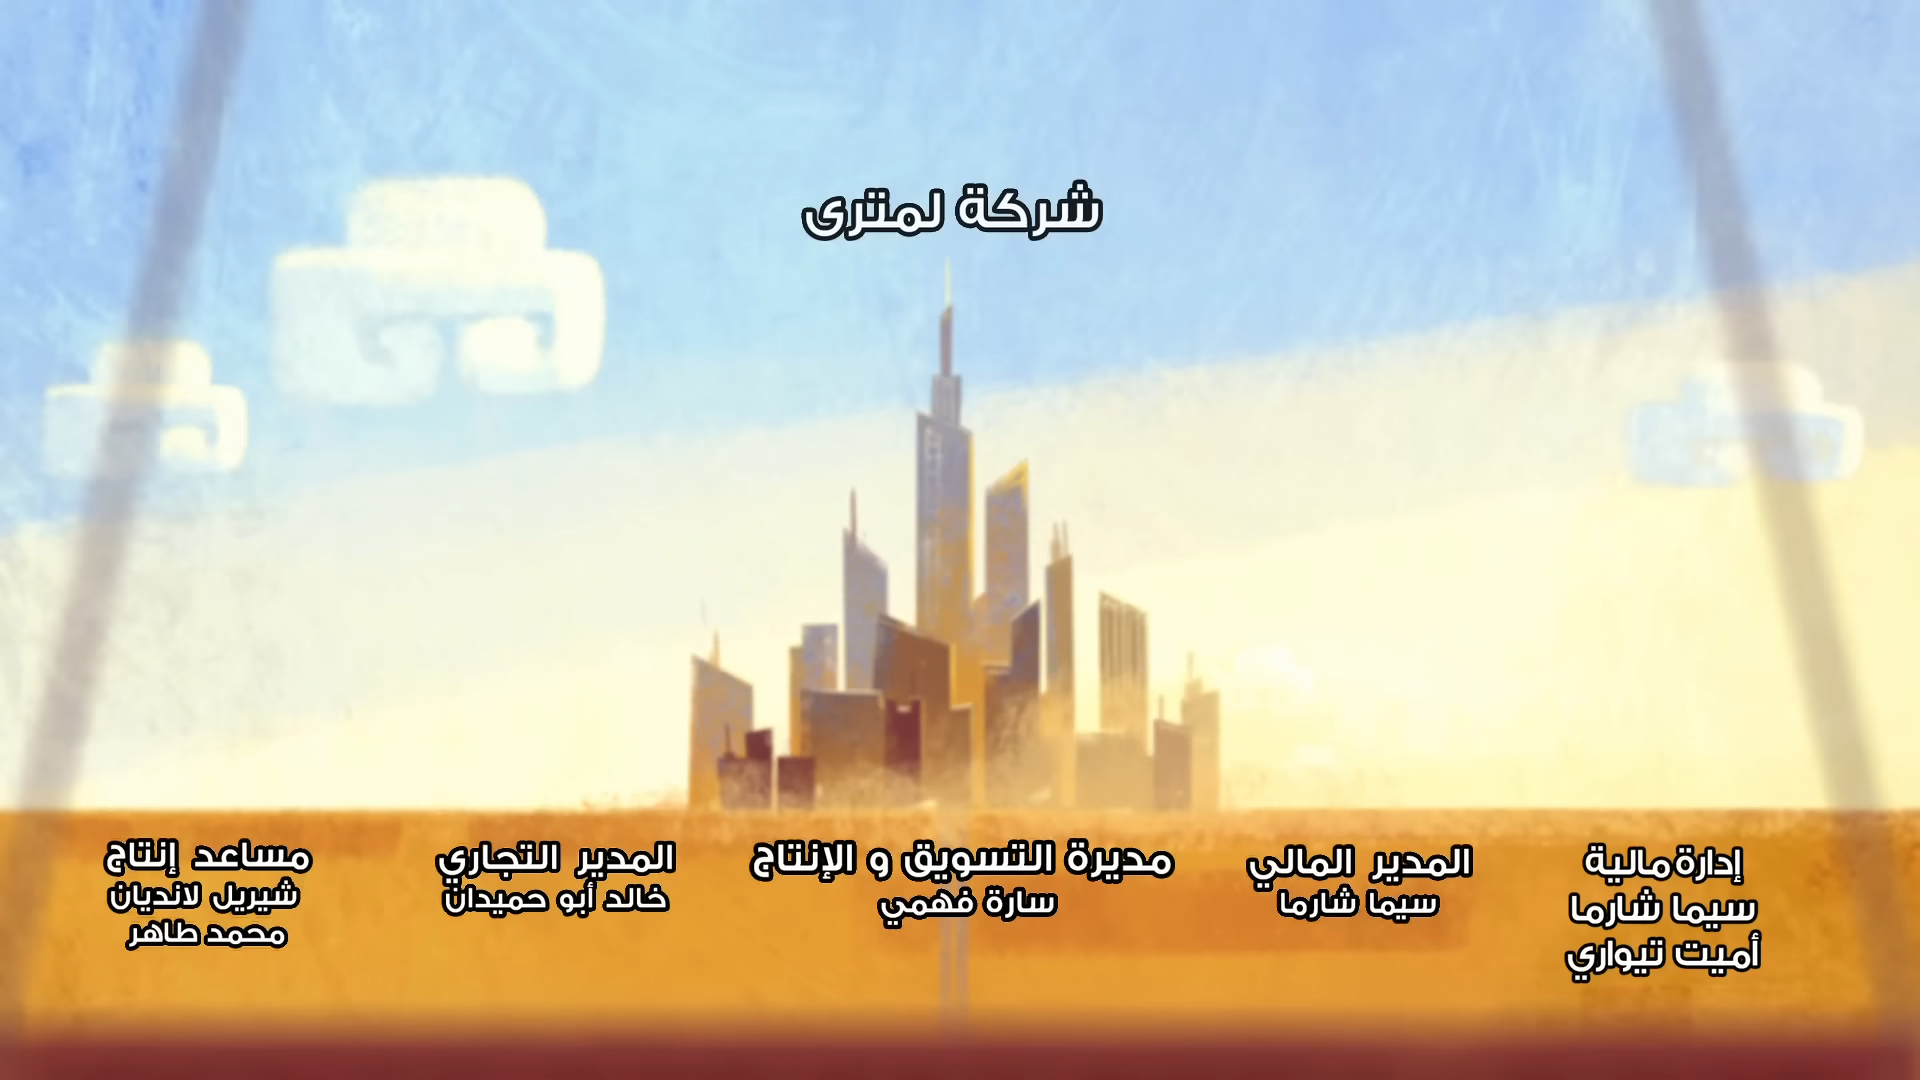 شركة لمترى
إدارة مالية
سيما شارما
أميت تيواري
المدير المالي
سيما شارما
مديرة التسويق و الإنتاج
سارة فهمي
المدير التجاري
خالد أبو حميدان
مساعد إنتاج
شيريل لانديان
محمد طاهر